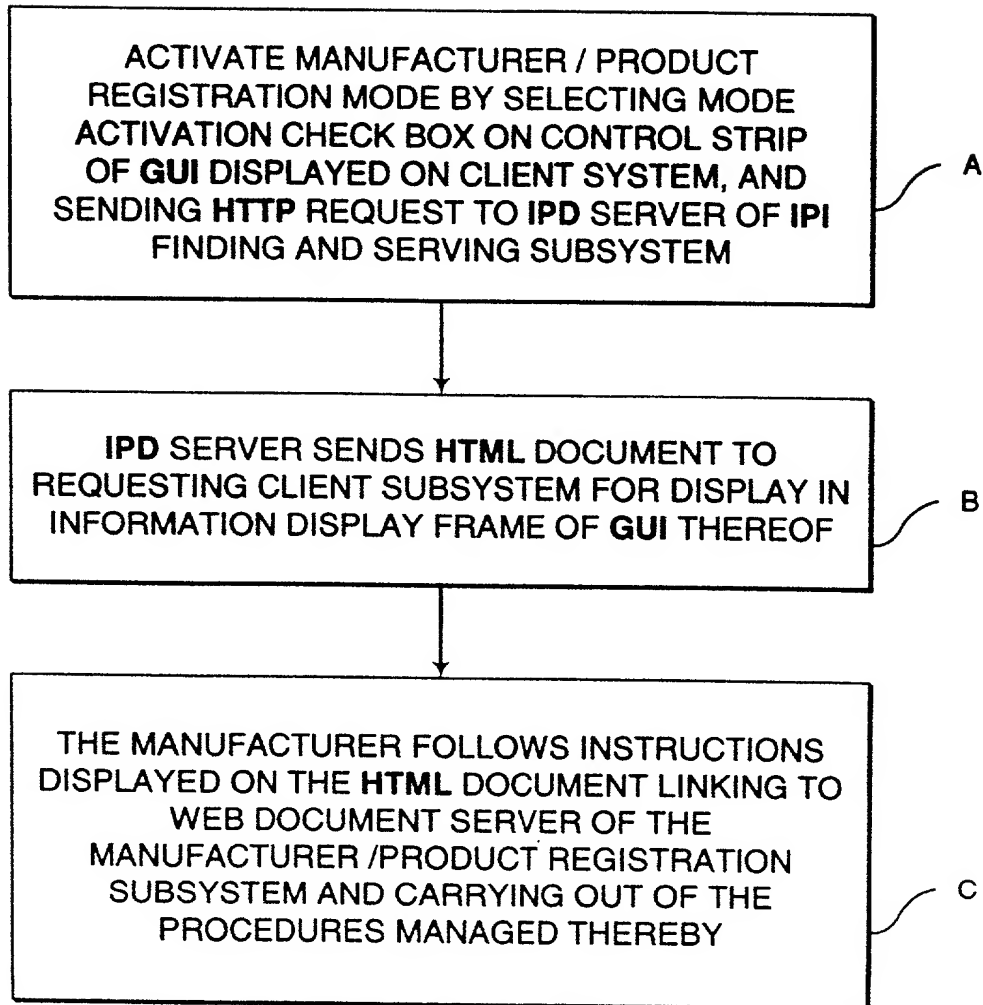 ACTIVATE MANUFACTURER / PRODUCT
REGISTRATION MODE BY SELECTING MODE
ACTIVATION CHECK BOX ON CONTROL STRIP
OF GUI DISPLAYED ON CLIENT SYSTEM, AND
SENDING HTTP REQUEST TO IPD SERVER OF IPI
FINDING AND SERVING SUBSYSTEM
A
IPD SERVER SENDS HTML DOCUMENT TO
REQUESTING CLIENT SUBSYSTEM FOR DISPLAY IN
INFORMATION DISPLAY FRAME OF GUI THEREOF
B
THE MANUFACTURER FOLLOWS INSTRUCTIONS
DISPLAYED ON THE HTML DOCUMENT LINKING TO
WEB DOCUMENT SERVER OF THE
MANUFACTURER /PRODUCT REGISTRATION
SUBSYSTEM AND CARRYING OUT OF THE
PROCEDURES MANAGED THEREBY
C